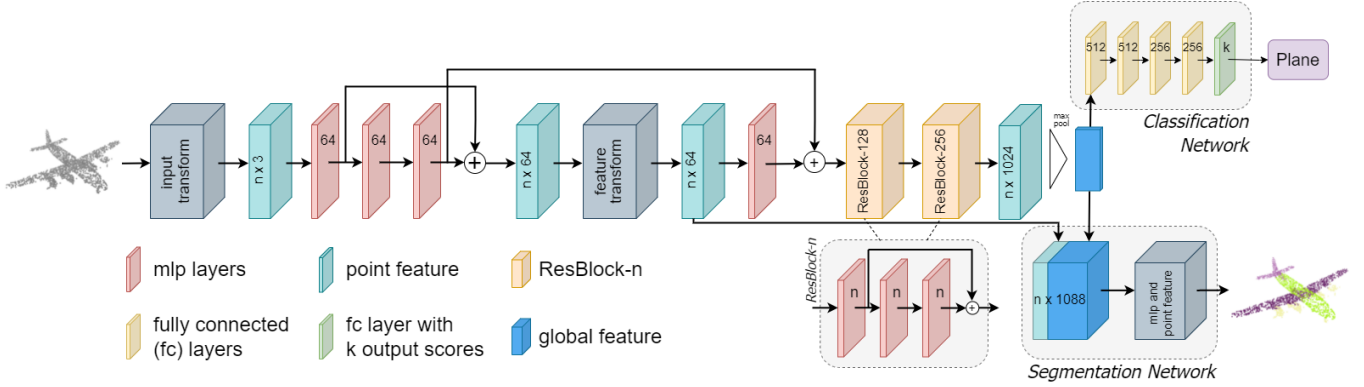 512
512
256
256
k
Plane
Classification
Network
input
transform
n x 3
64
64
64
n x 64
feature
transform
n x 64
64
ResBlock-128
ResBlock-256
n x 1024
max
pool
mlp layers
point feature
ResBlock-n
fully connected
(fc) layers
fc layer with
k output scores
global feature
ResBlock-n
n
n
n
n x 1088
mlp and
point feature
Segmentation Network